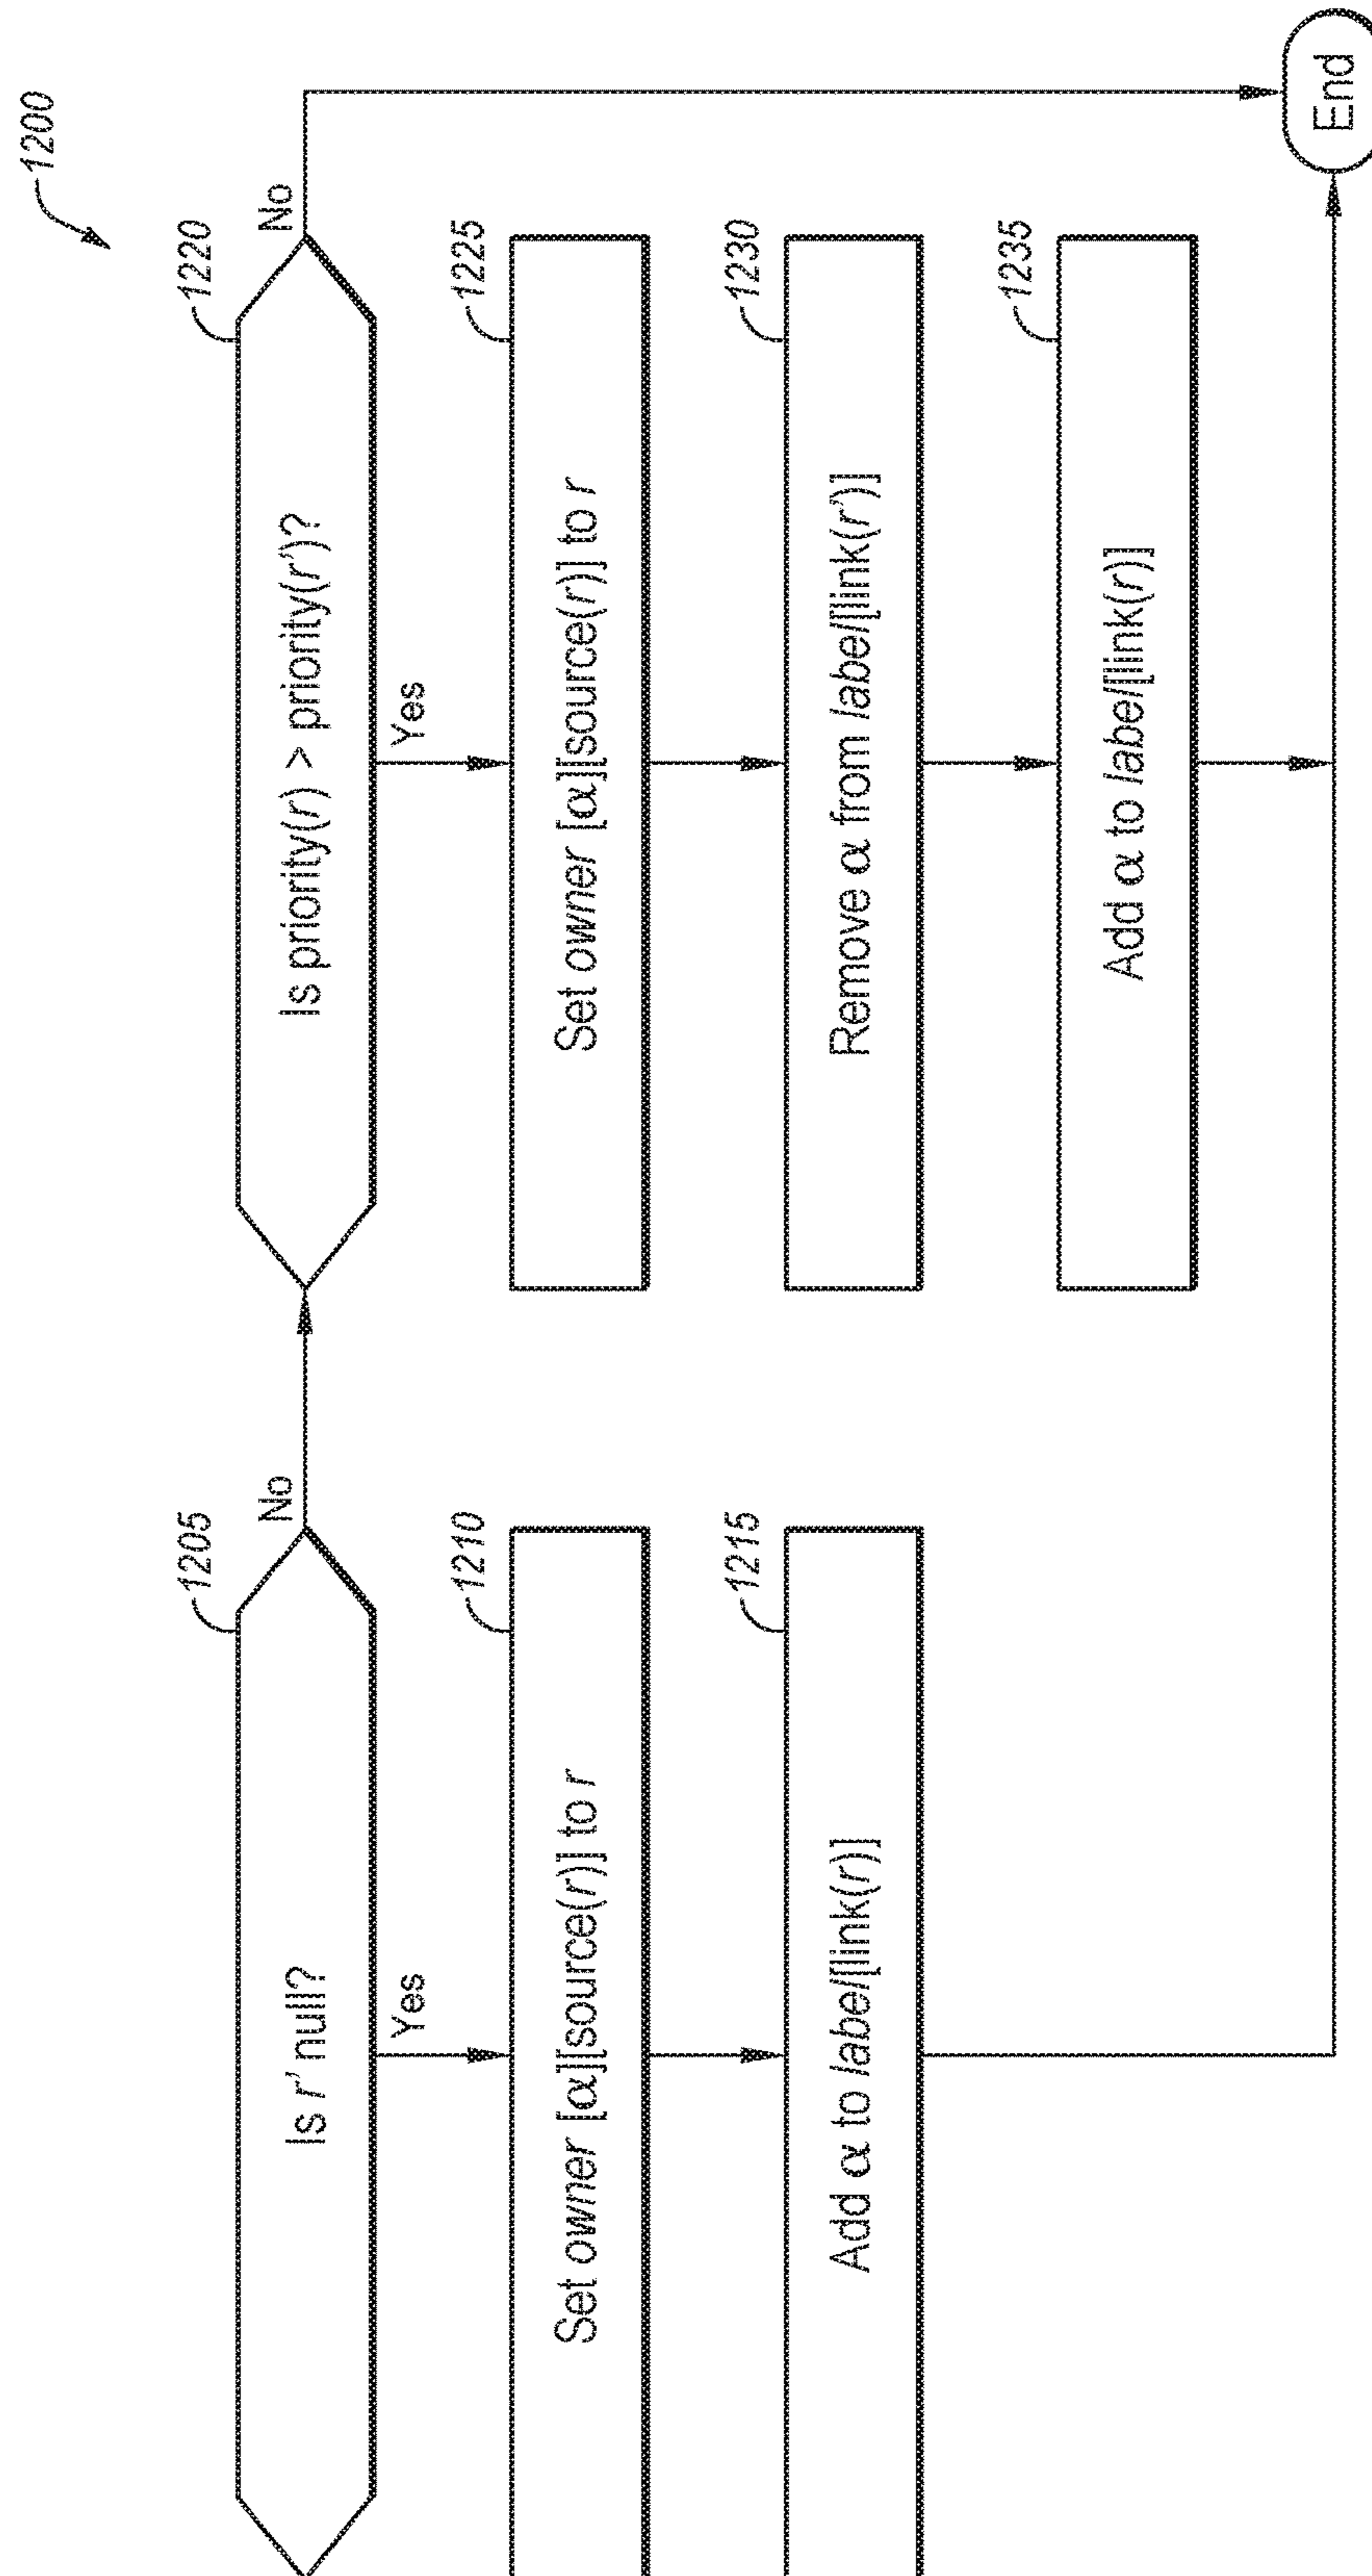 1200
1205
Is r' null?
No
Yes
1210
Set owner [α][source(r)] to r
1215
Add α to label[link(r)]
1220
Is priority(r) > priority(r')?
No
Yes
1225
Set owner [α][source(r)] to r
1230
Remove α from label[link(r')]
1235
Add α to label[link(r)]
End